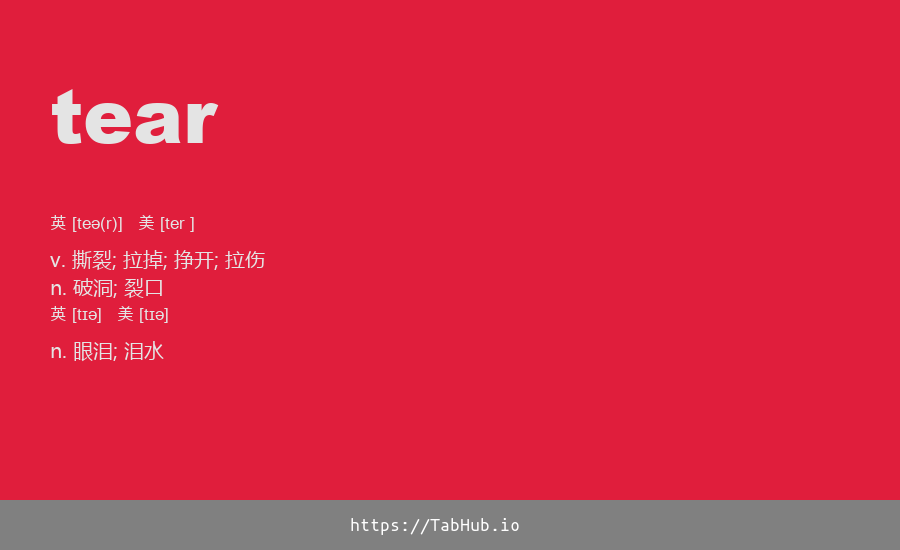 tear
英 [teə(r)] 美 [ter ]
v. 撕裂; 拉掉; 挣开; 拉伤
n. 破洞; 裂口
英 [tɪə] 美 [tɪə]
n. 眼泪; 泪水
https://TabHub.io